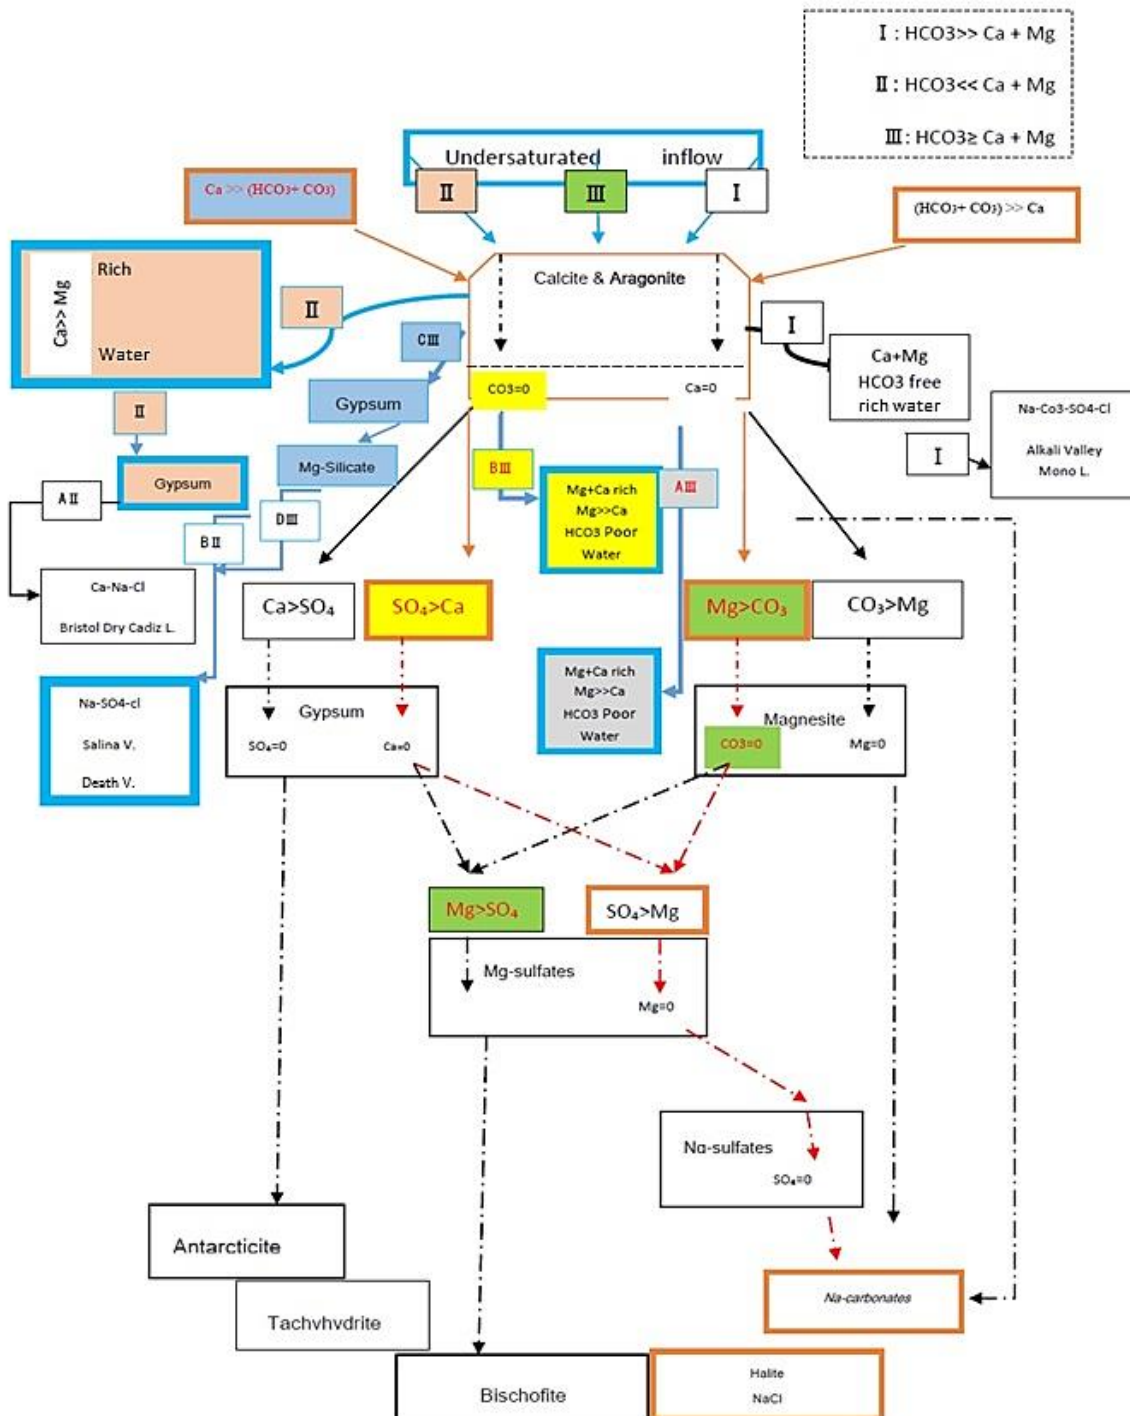 I : HCO3>> Ca + Mg
II : HCO3<< Ca + Mg
III: HCO3≥ Ca + Mg
Undersaturated inflow
II
III
I
Ca >> (HCO3+ CO3)
(HCO3+ CO3) >> Ca
Calcite & Aragonite
CO3=0
Ca=0
Ca>> Mg
Rich
Water
II
I
CIII
Ca+Mg
HCO3 free
rich water
Gypsum
II
Mg-Silicate
Na-Co3-SO4-Cl
Alkali Valley
Mono L.
I
BIII
AIII
Mg+Ca rich
Mg>>Ca
HCO3 Poor
Water
Gypsum
A II
DIII
B II
Ca-Na-Cl
Bristol Dry Cadiz L.
Ca>SO₄
SO₄>Ca
Mg>CO₃
CO₃>Mg
Mg+Ca rich
Mg>>Ca
HCO3 Poor
Water
Na-SO4-cl
Salina V.
Death V.
Gypsum
SO₄=0
Ca=0
Magnesite
CO3=0
Mg=0
Mg>SO₄
SO₄>Mg
Mg-sulfates
Mg=0
Na-sulfates
SO₄=0
Antarcticite
Tachvhvdrite
Na-carbonates
Bischofite
Halite
NaCl